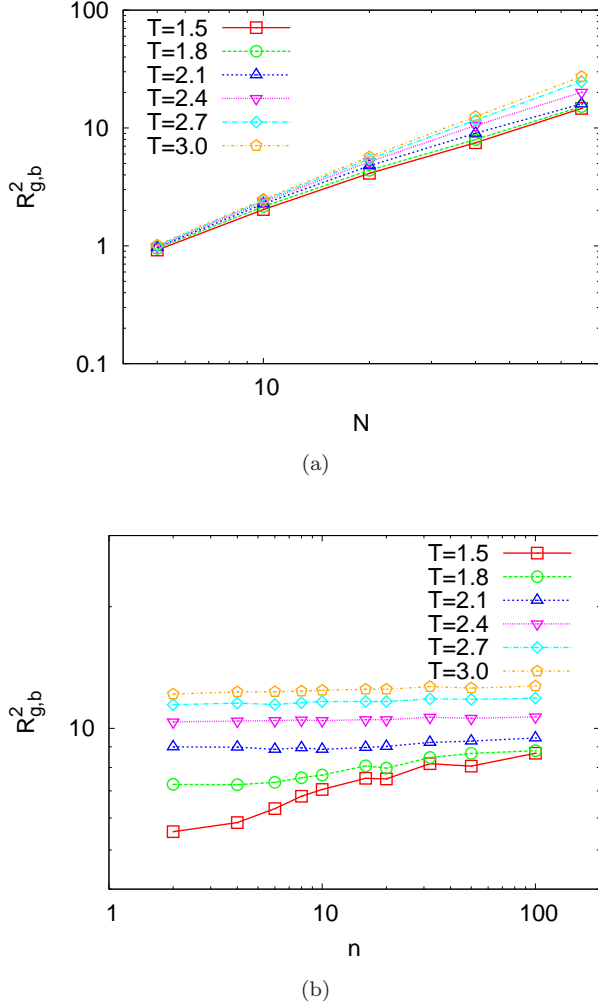 100
10
1
0.1
R²g,b
T=1.5
T=1.8
T=2.1
T=2.4
T=2.7
T=3.0
10
N
(a)
10
R²g,b
T=1.5
T=1.8
T=2.1
T=2.4
T=2.7
T=3.0
1
10
100
n
(b)